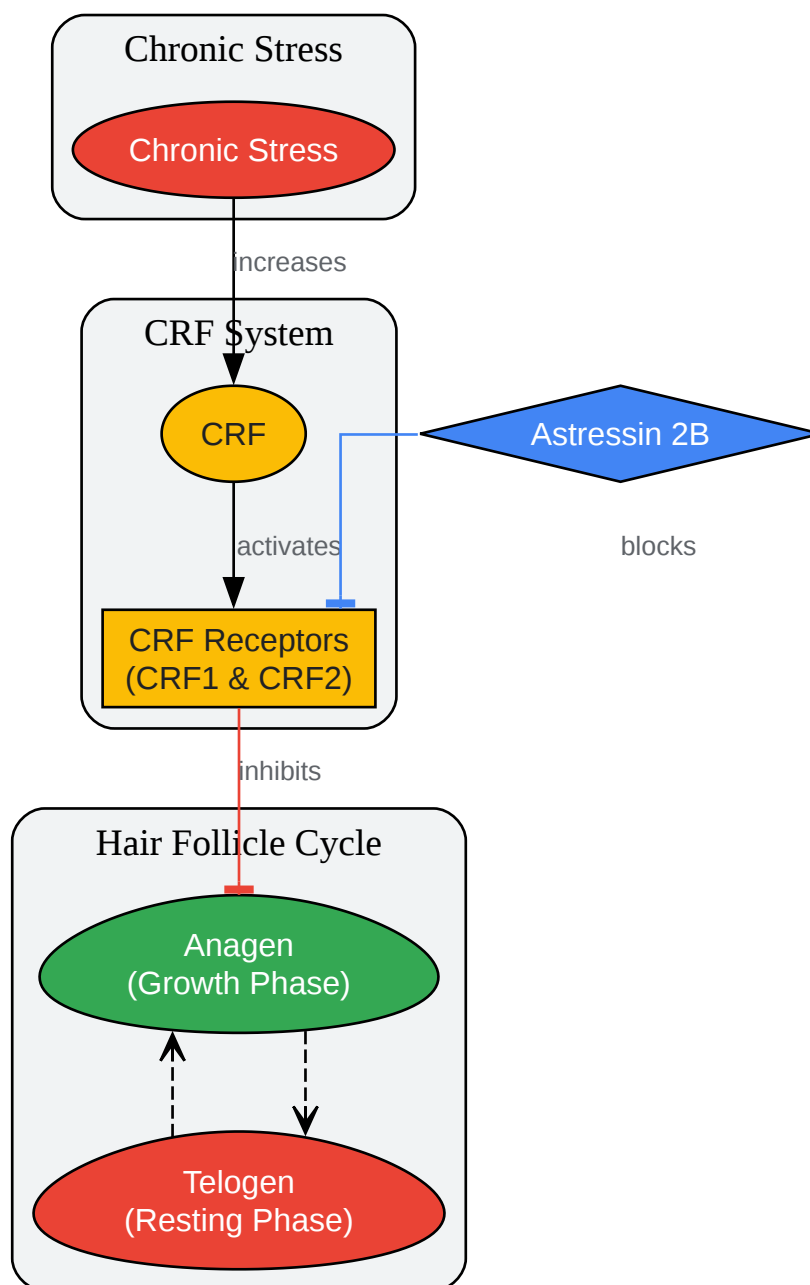 Chronic Stress
Chronic Stress
increases
CRF System
CRF
Astressin 2B
activates
blocks
CRF Receptors
(CRF1 & CRF2)
inhibits
Hair Follicle Cycle
Anagen
(Growth Phase)
Telogen
(Resting Phase)